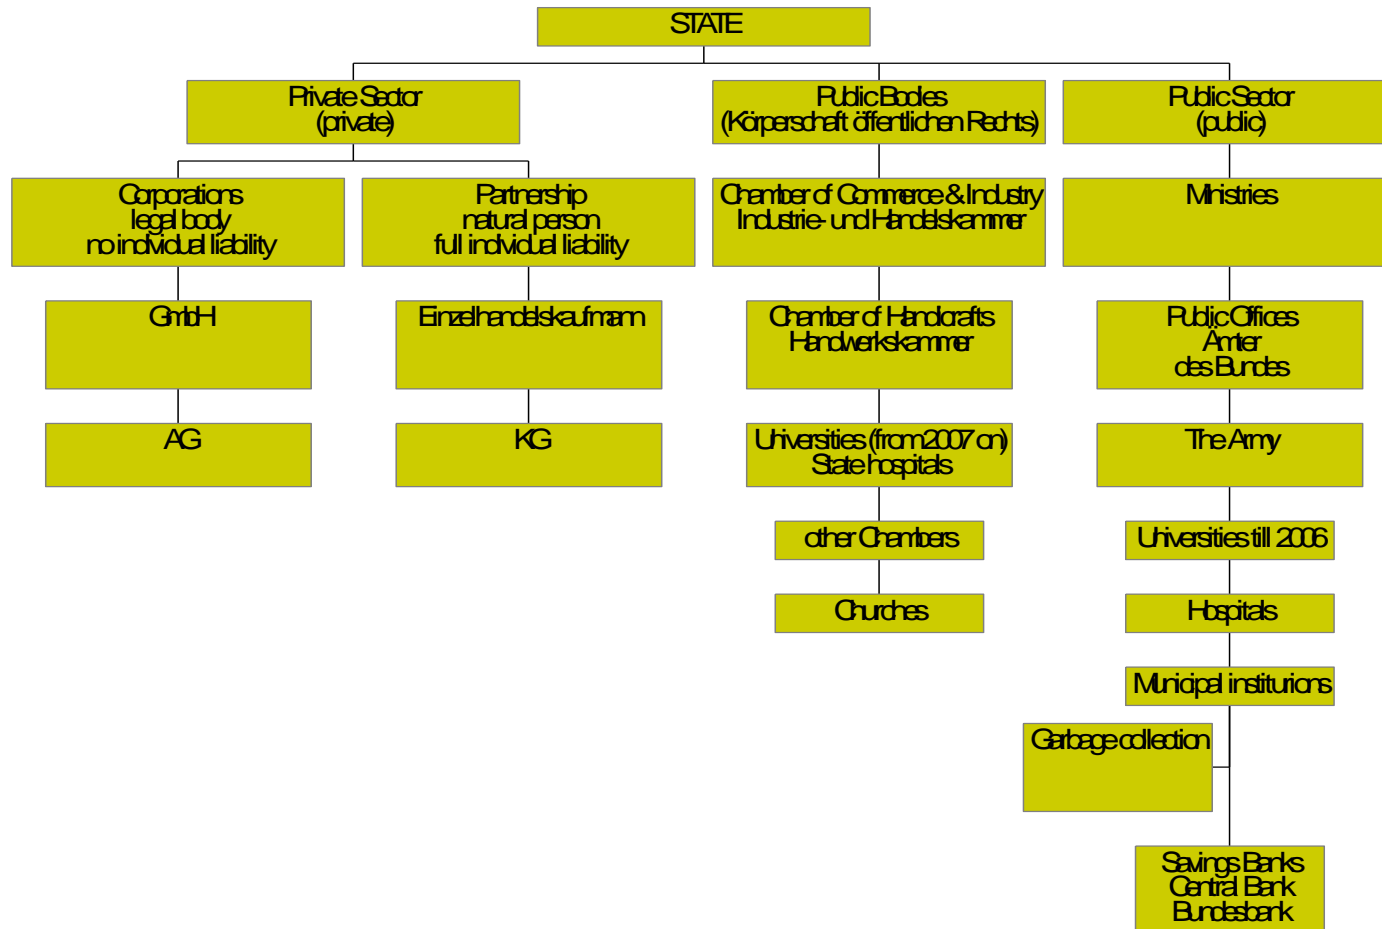 STATE
Private Sector
(private)
Public Bodies
(Körperschaft öffentlichen Rechts)
Public Sector
(public)
Corporations
legal body
no individual liability
Partnership
natural person
full individual liability
Chamber of Commerce & Industry
Industrie- und Handelskammer
Ministries
GmbH
Einzelhandelskaufmann
Chamber of Handcrafts
Handwerkskammer
Public Offices
Ämter
des Bundes
AG
KG
Universities (from 2007 on)
State hospitals
The Army
other Chambers
Universities till 2006
Churches
Hospitals
Municipal institurions
Garbage collection
Savings Banks
Central Bank
Bundesbank